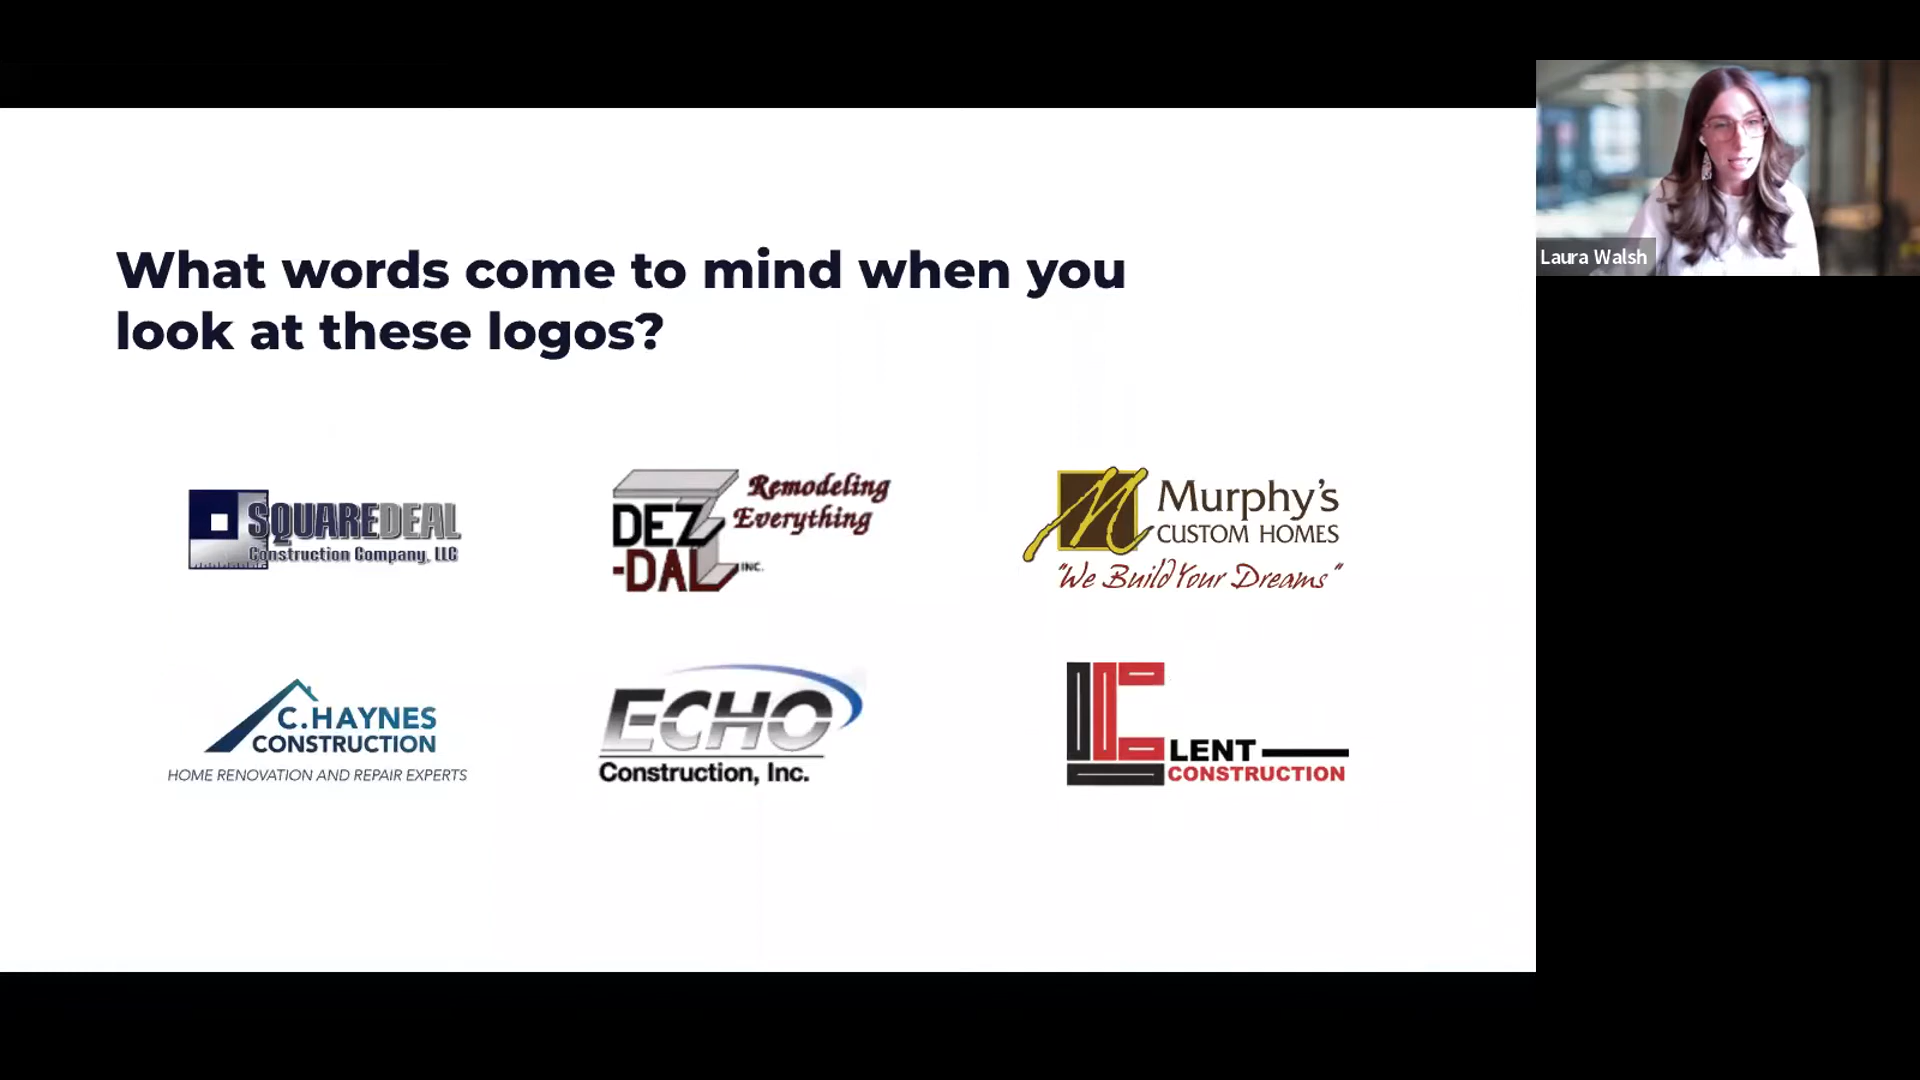 Laura Walsh
What words come to mind when you
look at these logos?
SQUAREDEAL
Construction Company, LLC
DEZ
-DAL INC.
Remodeling
Everything
M
Murphy's
CUSTOM HOMES
"We Build Your Dreams"
C.HAYNES
CONSTRUCTION
HOME RENOVATION AND REPAIR EXPERTS
ECHO
Construction, Inc.
LENT
CONSTRUCTION